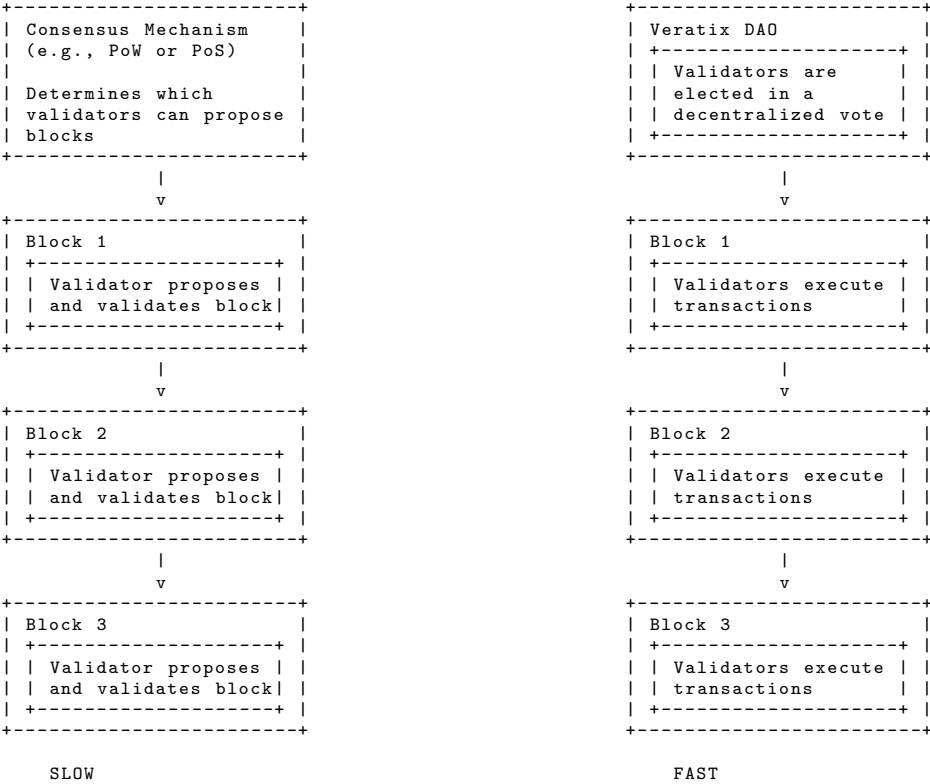 Consensus Mechanism
(e.g., PoW or PoS)
Determines which
validators can propose
blocks
Block 1
Validator proposes
and validates block
Block 2
Validator proposes
and validates block
Block 3
Validator proposes
and validates block
SLOW
Veratix DAO
Validators are
elected in a
decentralized vote
Block 1
Validators execute
transactions
Block 2
Validators execute
transactions
Block 3
Validators execute
transactions
FAST